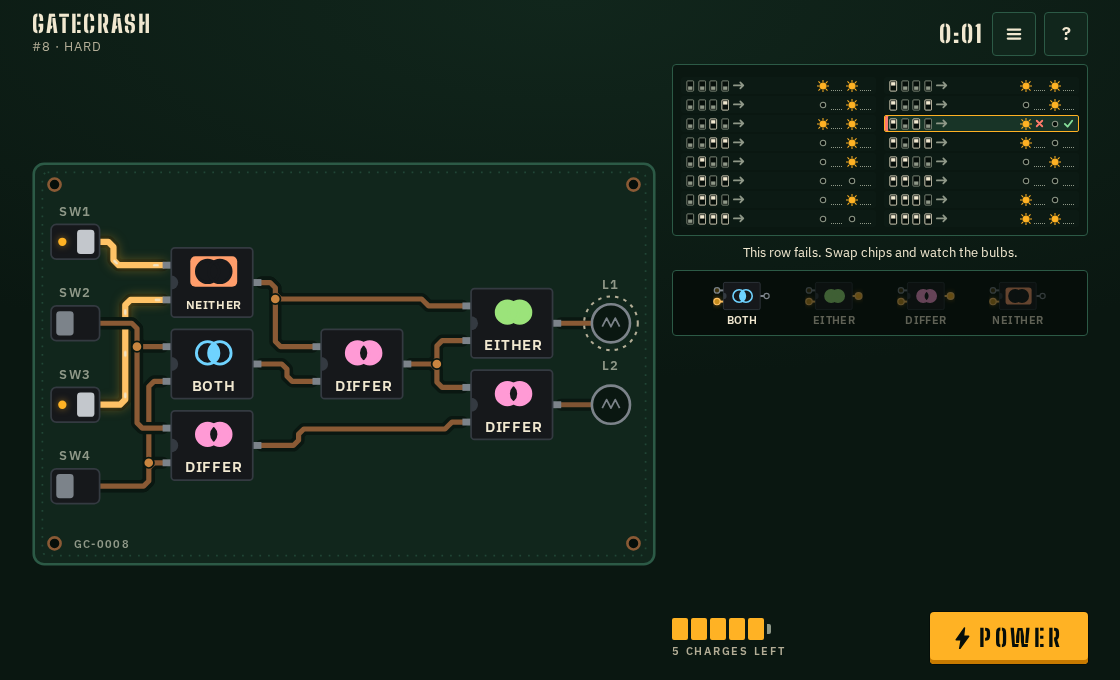 GATECRASH
#8 · HARD
0:01
?
This row fails. Swap chips and watch the bulbs.
BOTH
EITHER
DIFFER
NEITHER
SW1
SW2
SW3
SW4
NEITHER
BOTH
DIFFER
DIFFER
EITHER
DIFFER
L1
L2
GC-0008
5 CHARGES LEFT
POWER